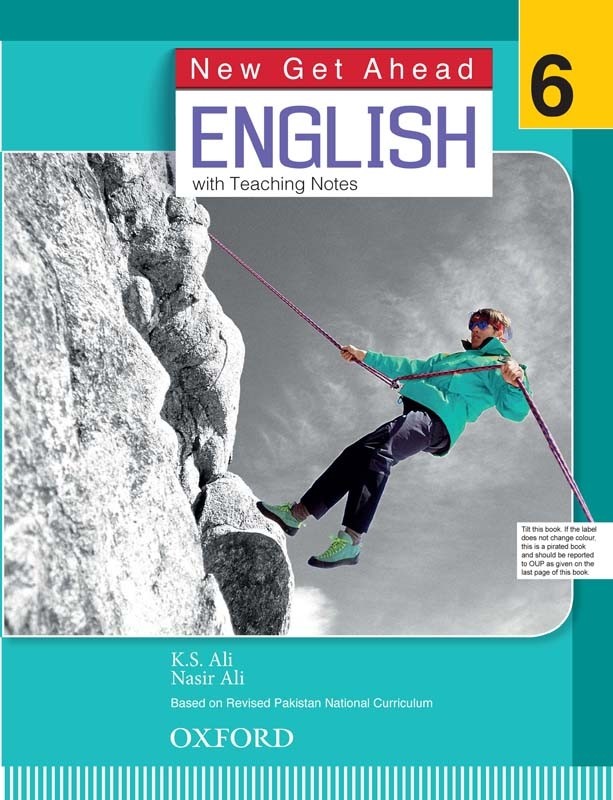 6
New Get Ahead
ENGLISH
with Teaching Notes
Tilt this book. If the label
does not change colour,
this is a pirated book
and should be reported
to OUP as given on the
last page of this book.
K.S. Ali
Nasir Ali
Based on Revised Pakistan National Curriculum
OXFORD